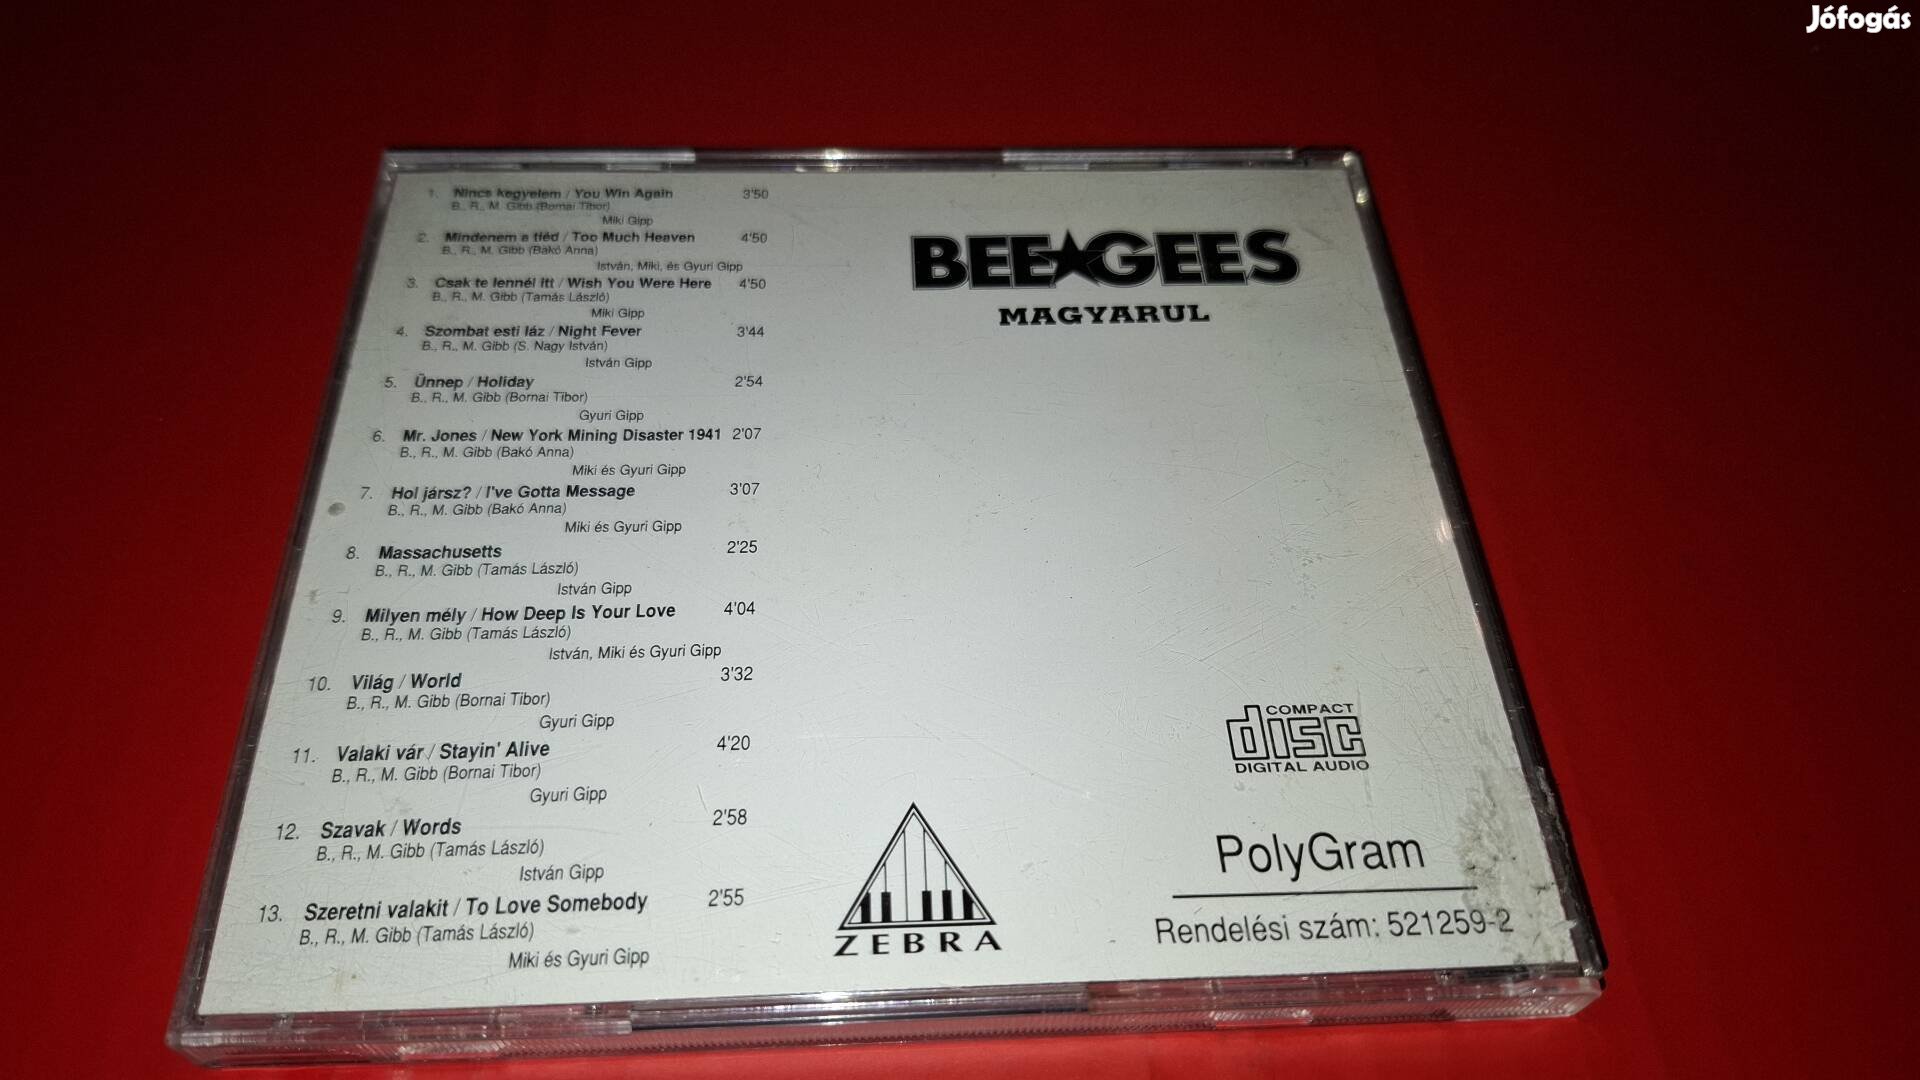 Jófogás
1. Nincs kegyelem / You Win Again 3'50
B., R., M. Gibb (Bornai Tibor)
Miki Gipp
2. Mindenem a tiéd / Too Much Heaven 4'50
B., R., M. Gibb (Bakó Anna)
István, Miki, és Gyuri Gipp
3. Csak te lennél itt / Wish You Were Here 4'50
B., R., M. Gibb (Tamás László)
Miki Gipp
4. Szombat esti láz / Night Fever 3'44
B., R., M. Gibb (S. Nagy István)
István Gipp
5. Ünnep / Holiday 2'54
B., R., M. Gibb (Bornai Tibor)
Gyuri Gipp
6. Mr. Jones / New York Mining Disaster 1941 2'07
B., R., M. Gibb (Bakó Anna)
Miki és Gyuri Gipp
7. Hol jársz? / I've Gotta Message 3'07
B., R., M. Gibb (Bakó Anna)
Miki és Gyuri Gipp
8. Massachusetts 2'25
B., R., M. Gibb (Tamás László)
István Gipp
9. Milyen mély / How Deep Is Your Love 4'04
B., R., M. Gibb (Tamás László)
István, Miki és Gyuri Gipp
10. Világ / World 3'32
B., R., M. Gibb (Bornai Tibor)
Gyuri Gipp
11. Valaki vár / Stayin' Alive 4'20
B., R., M. Gibb (Bornai Tibor)
Gyuri Gipp
12. Szavak / Words 2'58
B., R., M. Gibb (Tamás László)
István Gipp
13. Szeretni valakit / To Love Somebody 2'55
B., R., M. Gibb (Tamás László)
Miki és Gyuri Gipp
BEE GEES
MAGYARUL
COMPACT
disc
DIGITAL AUDIO
ZEBRA
PolyGram
Rendelési szám: 521259-2